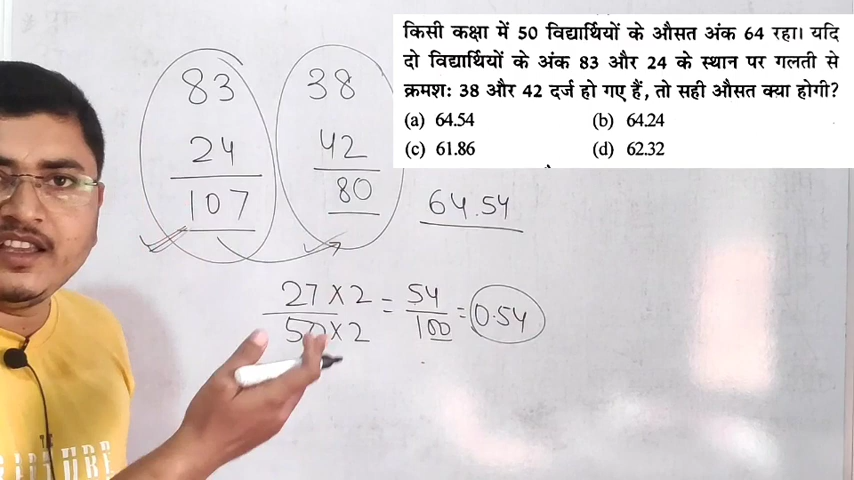 किसी कक्षा में 50 विद्यार्थियों के औसत अंक 64 रहा। यदि
दो विद्यार्थियों के अंक 83 और 24 के स्थान पर गलती से
क्रमश: 38 और 42 दर्ज हो गए हैं, तो सही औसत क्या होगी?
(a) 64.54 (b) 64.24
(c) 61.86 (d) 62.32
83 38
24 42
107 80
64.54
27×2 = 54 = 0.54
50×2 100